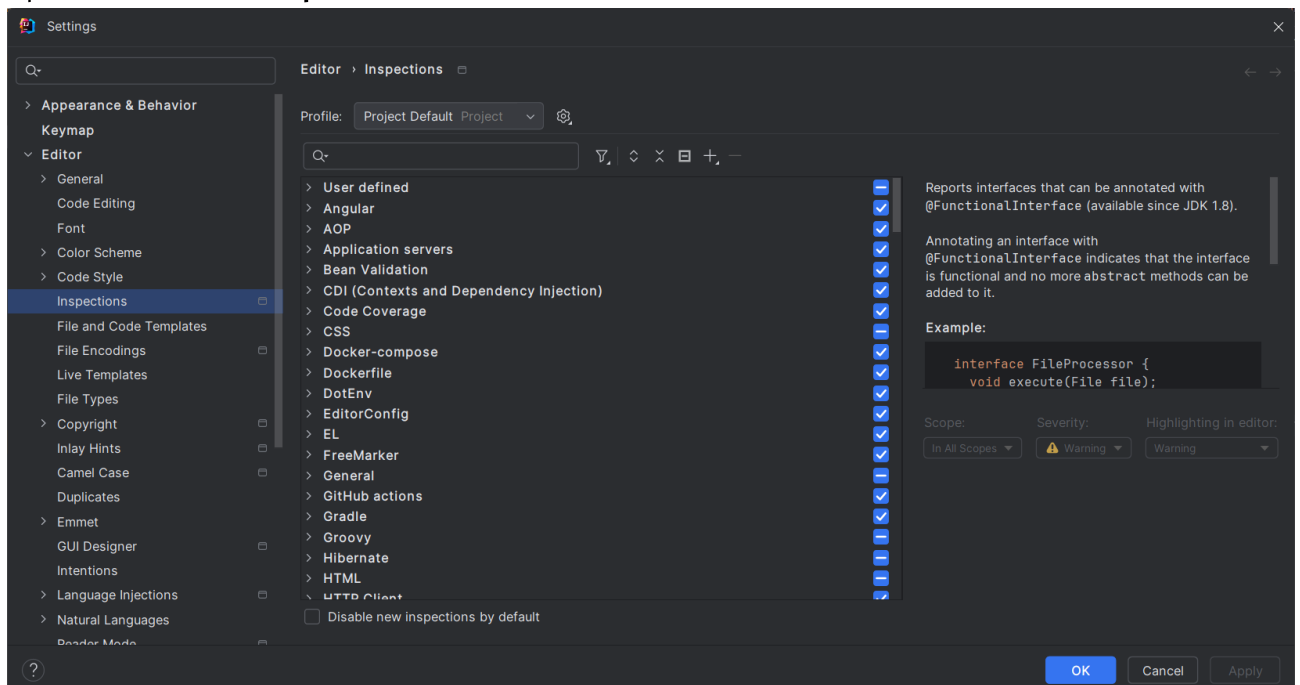 Settings
Appearance & Behavior
Keymap
Editor
General
Code Editing
Font
Color Scheme
Code Style
Inspections
File and Code Templates
File Encodings
Live Templates
File Types
Copyright
Inlay Hints
Camel Case
Duplicates
Emmet
GUI Designer
Intentions
Language Injections
Natural Languages
Reader Mode
Editor › Inspections
Profile: Project Default Project
User defined
Angular
AOP
Application servers
Bean Validation
CDI (Contexts and Dependency Injection)
Code Coverage
CSS
Docker-compose
Dockerfile
DotEnv
EditorConfig
EL
FreeMarker
General
GitHub actions
Gradle
Groovy
Hibernate
HTML
HTTP Client
Disable new inspections by default
Reports interfaces that can be annotated with
@FunctionalInterface (available since JDK 1.8).
Annotating an interface with
@FunctionalInterface indicates that the interface
is functional and no more abstract methods can be
added to it.
Example:
interface FileProcessor {
void execute(File file);
Scope: Severity: Highlighting in editor:
In All Scopes Warning Warning
?
OK Cancel Apply